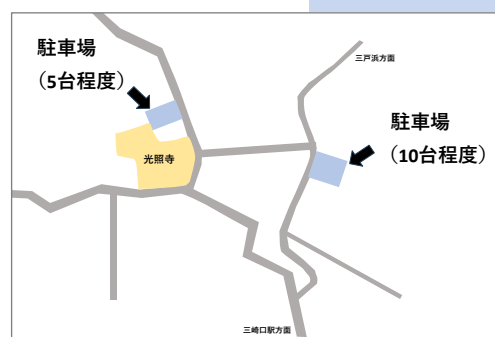 駐車場
(5台程度)
三戸浜方面
駐車場
(10台程度)
光照寺
三崎口駅方面